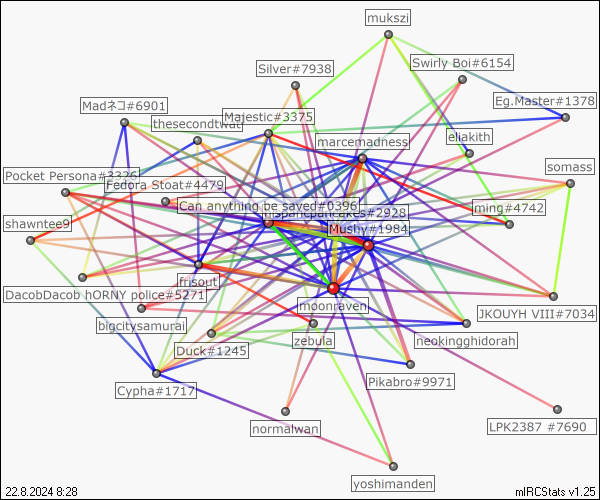 mukszi
Swirly Boi#6154
Silver#7938
Eg.Master#1378
Madネコ#6901
Majestic#3375
thesecondtwat
marcemadness
chakith
somass
Pocket Persona#3326
Fedora Stoat#4479
Can anything be saved#0396
ming#4742
hispanicpancakes#2928
shawntee9
Mushy#1984
frisout
DacobDacob hORNY police#5271
moonraven
JKOUYH VIII#7034
bigcitysamurai
zebula
neokinghidorah
Duck#1245
Pikabro#9971
Cypha#1717
normalwan
LPK2387 #7690
yoshimanden
22.8.2024 8:28
mIRCStats v1.25